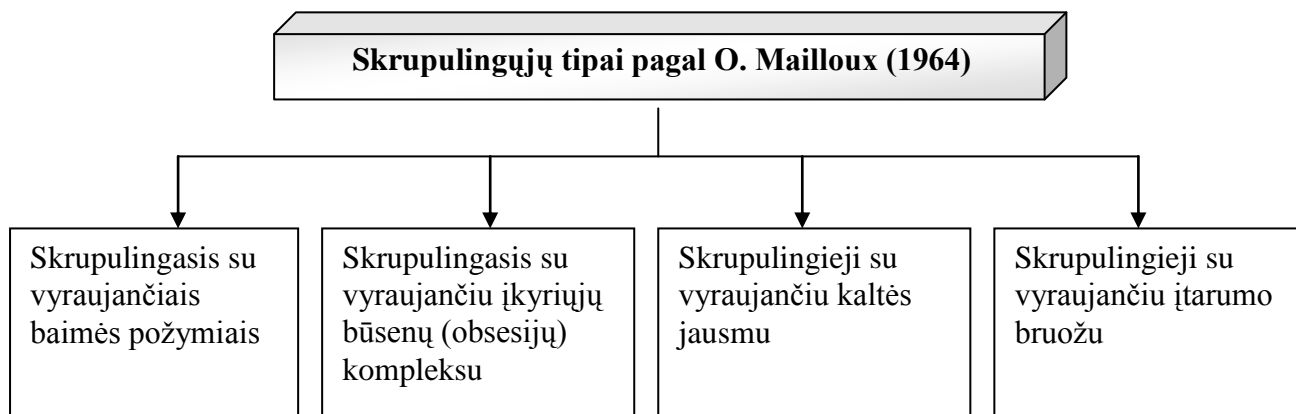 Skrupulingųjų tipai pagal O. Mailloux (1964)
Skrupulingasis su
vyraujančiais
baimės požymiais
Skrupulingasis su
vyraujančiu įkyriųjų
būsenų (obsesijų)
kompleksu
Skrupulingieji su
vyraujančiu kaltės
jausmu
Skrupulingieji su
vyraujančiu įtarumo
bruožu